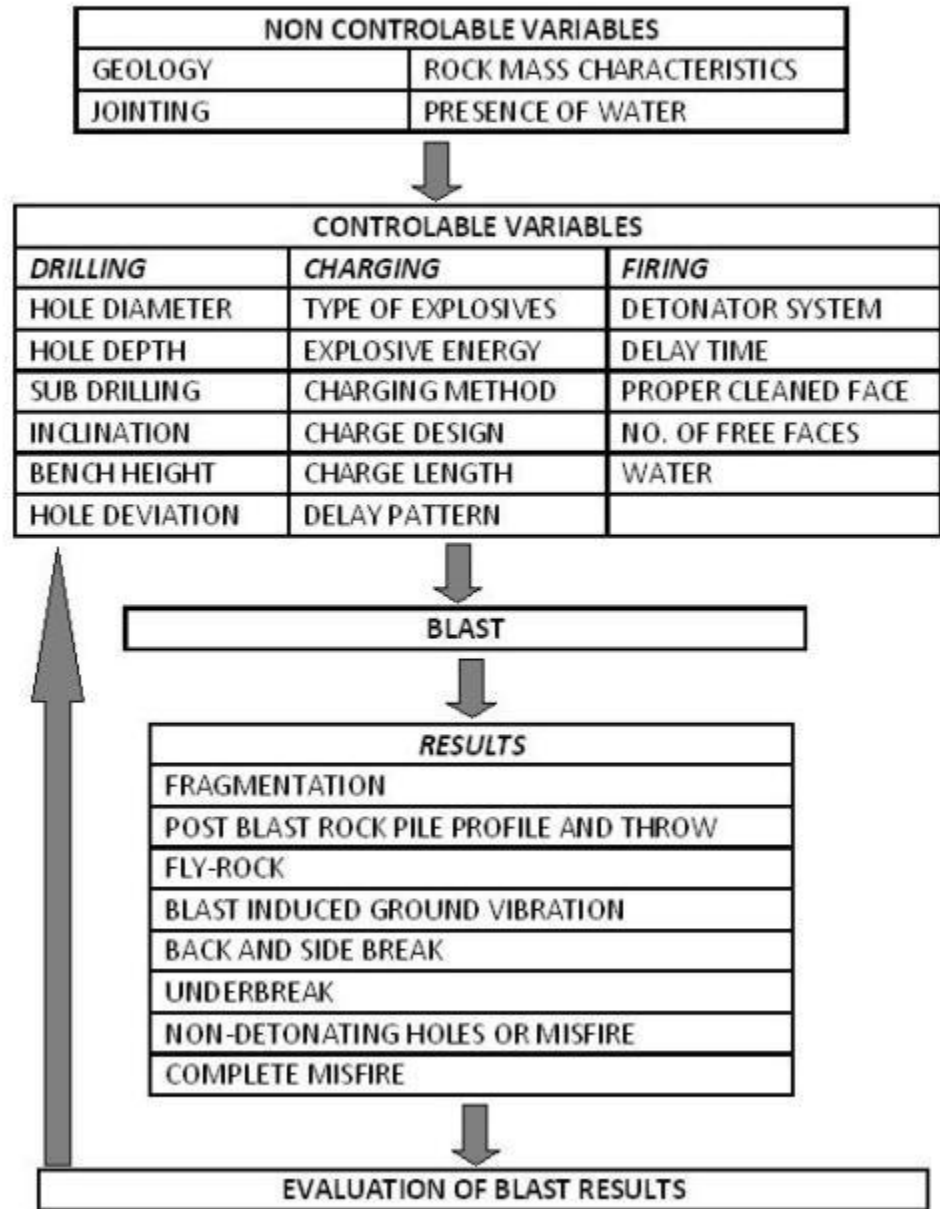 NON CONTROLABLE VARIABLES
GEOLOGY ROCK MASS CHARACTERISTICS
JOINTING PRESENCE OF WATER
CONTROLABLE VARIABLES
DRILLING CHARGING FIRING
HOLE DIAMETER TYPE OF EXPLOSIVES DETONATOR SYSTEM
HOLE DEPTH EXPLOSIVE ENERGY DELAY TIME
SUB DRILLING CHARGING METHOD PROPER CLEANED FACE
INCLINATION CHARGE DESIGN NO. OF FREE FACES
BENCH HEIGHT CHARGE LENGTH WATER
HOLE DEVIATION DELAY PATTERN
BLAST
RESULTS
FRAGMENTATION
POST BLAST ROCK PILE PROFILE AND THROW
FLY-ROCK
BLAST INDUCED GROUND VIBRATION
BACK AND SIDE BREAK
UNDERBREAK
NON-DETONATING HOLES OR MISFIRE
COMPLETE MISFIRE
EVALUATION OF BLAST RESULTS